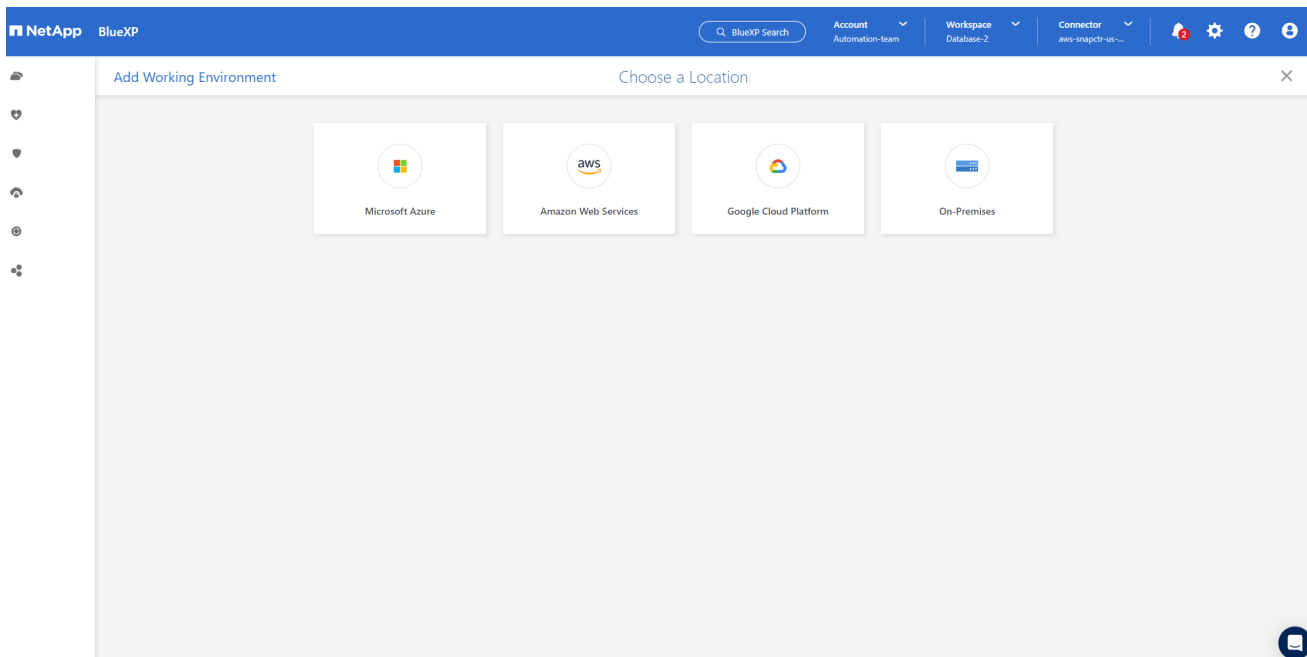 NetApp BlueXP
BlueXP Search
Account
Automation-team
Workspace
Database-2
Connector
aws-snapctr-us-...
2
Add Working Environment
Choose a Location
Microsoft Azure
aws
Amazon Web Services
Google Cloud Platform
On-Premises